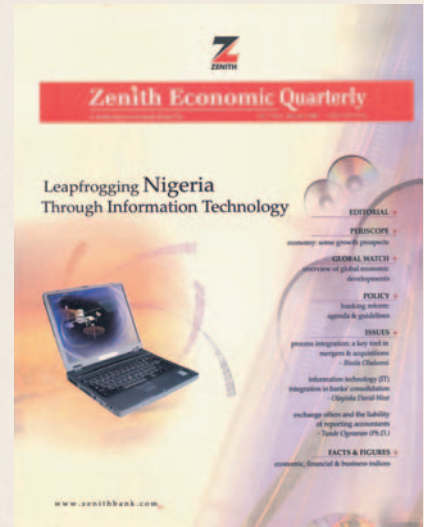 ZENITH
Zenith Economic Quarterly
Leapfrogging Nigeria
Through Information Technology
EDITORIAL +
PERISCOPE +
economy: some growth prospects
GLOBAL WATCH +
overview of global economic
developments
POLICY +
banking reform:
agenda & guidelines
ISSUES +
process integration: a key tool in
mergers & acquisitions
information technology (IT)
integration in banks' consolidation
- Olayinka David-West
exchange offers and the liability
of reporting accountants
- Tunde (Ph.D.)
FACTS & FIGURES +
economic, financial & business indices
www.zenithbank.com